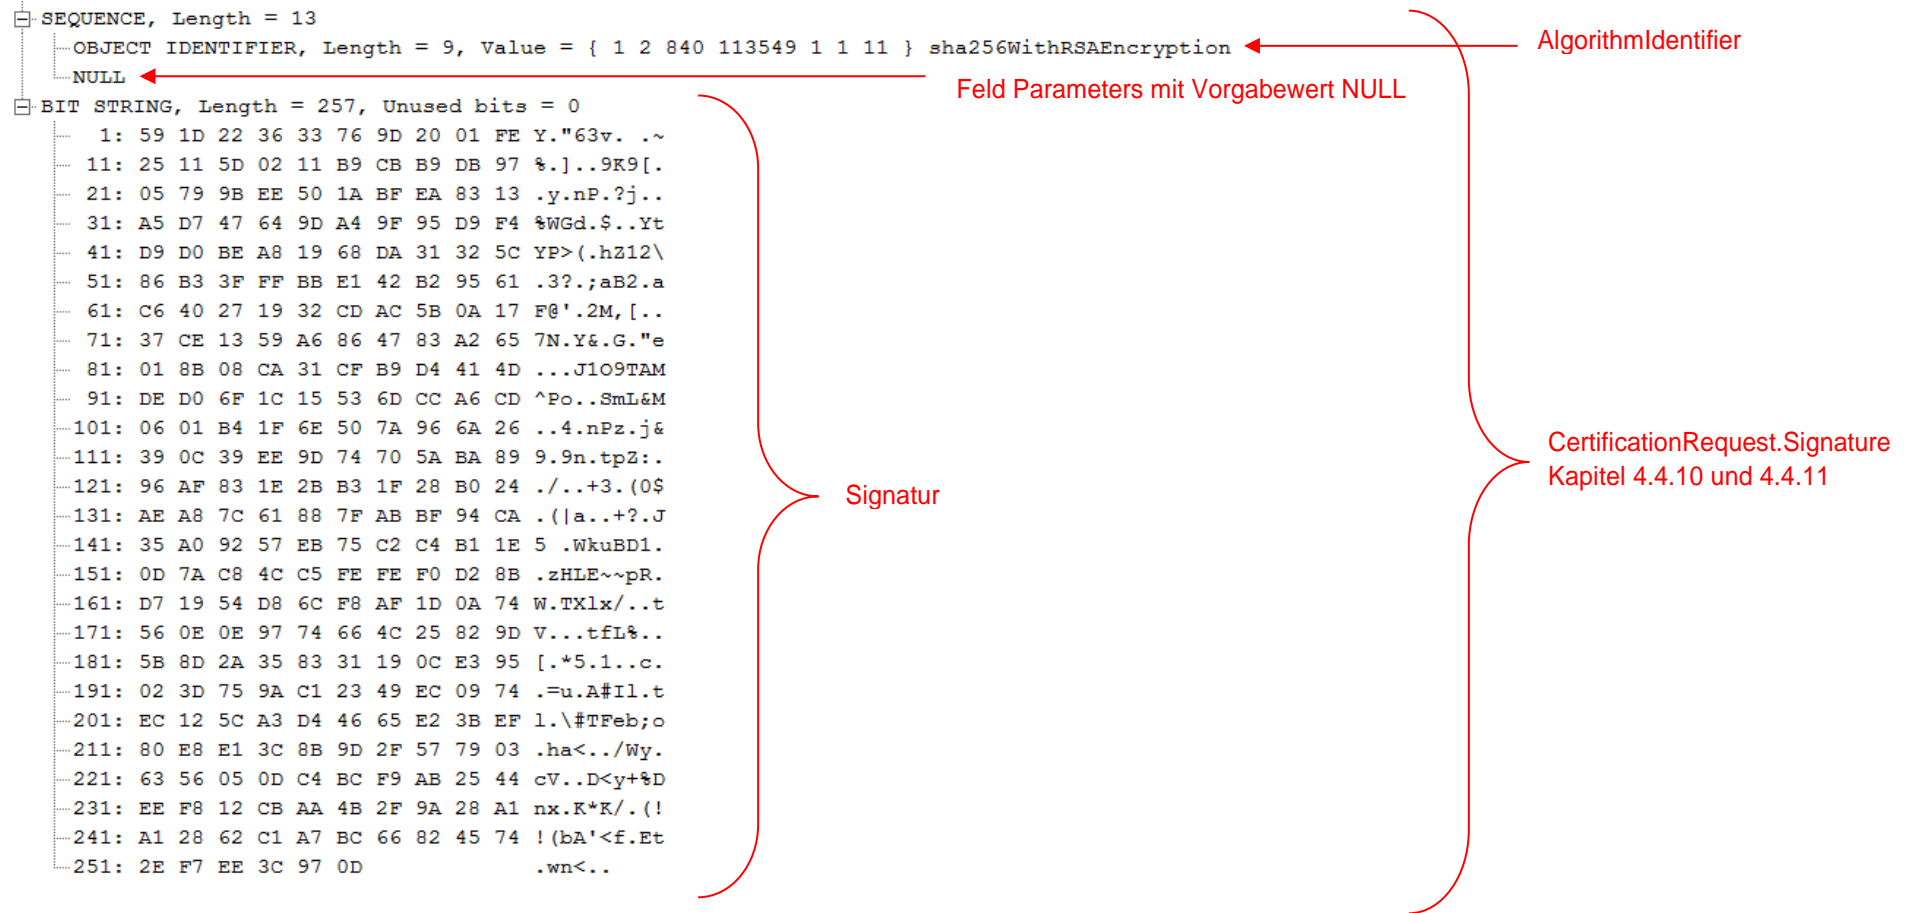 SEQUENCE, Length = 13
OBJECT IDENTIFIER, Length = 9, Value = { 1 2 840 113549 1 1 11 } sha256WithRSAEncryption
AlgorithmIdentifier
NULL
Feld Parameters mit Vorgabewert NULL
BIT STRING, Length = 257, Unused bits = 0
1: 59 1D 22 36 33 76 9D 20 01 FE Y."63v. .~
11: 25 11 5D 02 11 B9 CB B9 DB 97 %.]..9K9[.
21: 05 79 9B EE 50 1A BF EA 83 13 .y.nP.?j..
31: A5 D7 47 64 9D A4 9F 95 D9 F4 %WGd.$..Yt
41: D9 D0 BE A8 19 68 DA 31 32 5C YP>(.hZ12\
51: 86 B3 3F FF BB E1 42 B2 95 61 .3?.;aB2.a
61: C6 40 27 19 32 CD AC 5B 0A 17 F@'.2M,[..
71: 37 CE 13 59 A6 86 47 83 A2 65 7N.Y&.G."e
81: 01 8B 08 CA 31 CF B9 D4 41 4D ...J1O9TAM
91: DE D0 6F 1C 15 53 6D CC A6 CD ^Po..SmL&M
101: 06 01 B4 1F 6E 50 7A 96 6A 26 ..4.nPz.j&
111: 39 0C 39 EE 9D 74 70 5A BA 89 9.9n.tpZ:.
121: 96 AF 83 1E 2B B3 1F 28 B0 24 ./..+3.(0$
131: AE A8 7C 61 88 7F AB BF 94 CA .(|a..+?.J
141: 35 A0 92 57 EB 75 C2 C4 B1 1E 5 .WkuBD1.
151: 0D 7A C8 4C C5 FE FE F0 D2 8B .zHLE~~pR.
161: D7 19 54 D8 6C F8 AF 1D 0A 74 W.TXlx/..t
171: 56 0E 0E 97 74 66 4C 25 82 9D V...tfL%..
181: 5B 8D 2A 35 83 31 19 0C E3 95 [.*5.1..c.
191: 02 3D 75 9A C1 23 49 EC 09 74 .=u.A#Il.t
201: EC 12 5C A3 D4 46 65 E2 3B EF l.\#TFeb;o
211: 80 E8 E1 3C 8B 9D 2F 57 79 03 .ha<../Wy.
221: 63 56 05 0D C4 BC F9 AB 25 44 cV..D<y+%D
231: EE F8 12 CB AA 4B 2F 9A 28 A1 nx.K*K/.(!
241: A1 28 62 C1 A7 BC 66 82 45 74 !(bA'<f.Et
251: 2E F7 EE 3C 97 0D .wn<..
Signatur
CertificationRequest.Signature
Kapitel 4.4.10 und 4.4.11